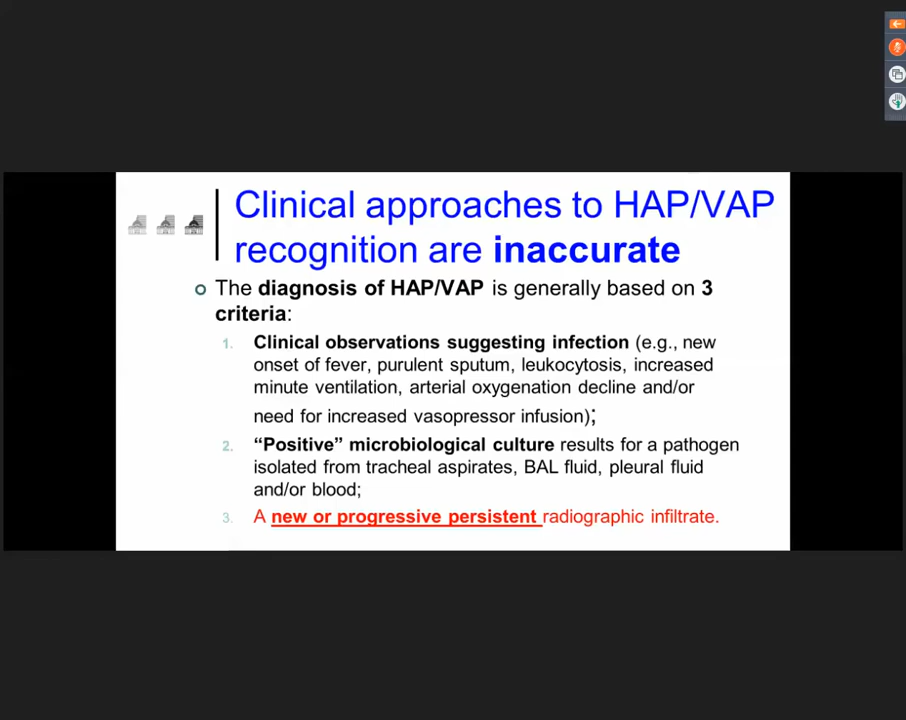 Clinical approaches to HAP/VAP
recognition are inaccurate
The diagnosis of HAP/VAP is generally based on 3
criteria:
1. Clinical observations suggesting infection (e.g., new
onset of fever, purulent sputum, leukocytosis, increased
minute ventilation, arterial oxygenation decline and/or
need for increased vasopressor infusion);
2. “Positive” microbiological culture results for a pathogen
isolated from tracheal aspirates, BAL fluid, pleural fluid
and/or blood;
3. A new or progressive persistent radiographic infiltrate.